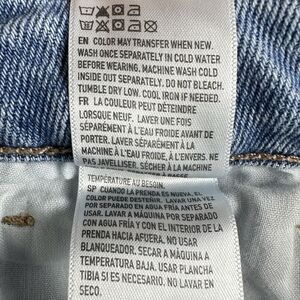 EN COLOR MAY TRANSFER WHEN NEW.
WASH ONCE SEPARATELY IN COLD WATER
BEFORE WEARING. MACHINE WASH COLD
INSIDE OUT SEPARATELY. DO NOT BLEACH.
TUMBLE DRY LOW. COOL IRON IF NEEDED.
FR LA COULEUR PEUT DÉTEINDRE
LORSQUE NEUF. LAVER UNE FOIS
SÉPARÉMENT À L'EAU FROIDE AVANT DE
PORTER. LAVER SÉPARÉMENT À LA
MACHINE À L'EAU FROIDE, À L'ENVERS. NE
PAS JAVELLISER. SÉCHER À LA MACHINE
TEMPÉRATURE AU BESOIN.
SP CUANDO LA PRENDA ES NUEVA, EL
COLOR PUEDE DESTEÑIR. LAVAR UNA VEZ
POR SEPARADO EN AGUA FRÍA ANTES DE
USAR. LAVAR A MÁQUINA POR SEPARADO
CON AGUA FRÍA CON EL INTERIOR DE LA
PRENDA HACIA AFUERA. NO USAR
BLANQUEADOR. SECAR A MÁQUINA A
TEMPERATURA BAJA. USAR PLANCHA
TIBIA SI ES NECESARIO. NO LAVAR EN
SECO.